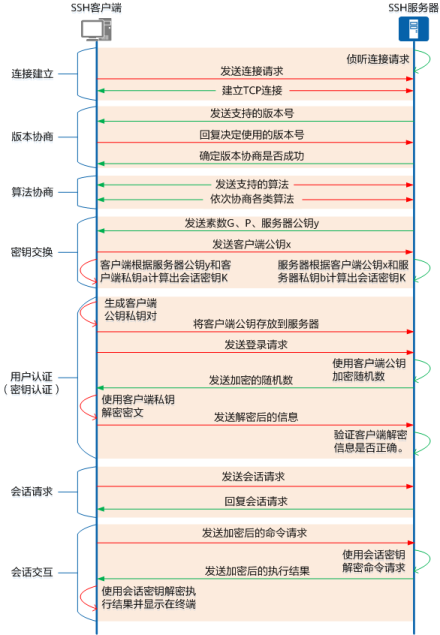 SSH客户端
SSH服务器
侦听连接请求
连接建立
发送连接请求
建立TCP连接
发送支持的版本号
版本协商
回复决定使用的版本号
确定版本协商是否成功
发送支持的算法
算法协商
依次协商各类算法
发送素数G、P、服务器公钥y
发送客户端公钥x
密钥交换
客户端根据服务器公钥y和客
户端私钥a计算出会话密钥K
服务器根据客户端公钥x和服
务器私钥b计算出会话密钥K
生成客户端
公钥私钥对
将客户端公钥存放到服务器
发送登录请求
使用客户端公钥
加密随机数
用户认证
（密钥认证）
发送加密的随机数
使用客户端私钥
解密密文
发送解密后的信息
验证客户端解密
信息是否正确。
发送会话请求
会话请求
回复会话请求
发送加密后的命令请求
使用会话密钥
解密命令请求
会话交互
发送加密后的执行结果
使用会话密钥解密执
行结果并显示在终端